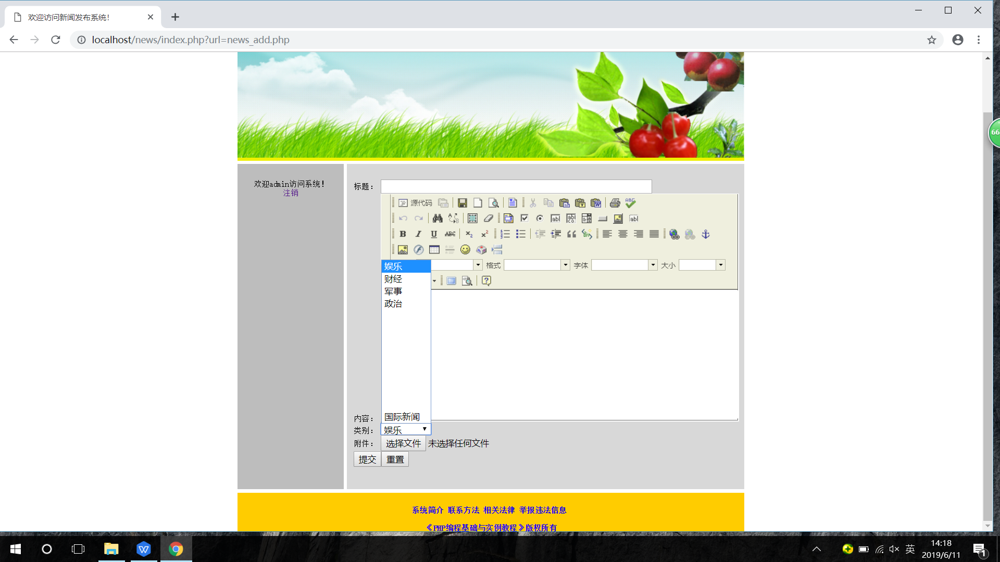 欢迎访问新闻发布系统!
localhost/news/index.php?url=news_add.php
66
欢迎admin访问系统!
注销
标题：
源代码
格式
字体
大小
娱乐
财经
军事
政治
国际新闻
内容：
类别：
娱乐
附件：
选择文件 未选择任何文件
提交 重置
系统简介 联系方法 相关法律 举报违法信息
《PHP编程基础与实例教程》版权所有
英
14:18
2019/6/11
1